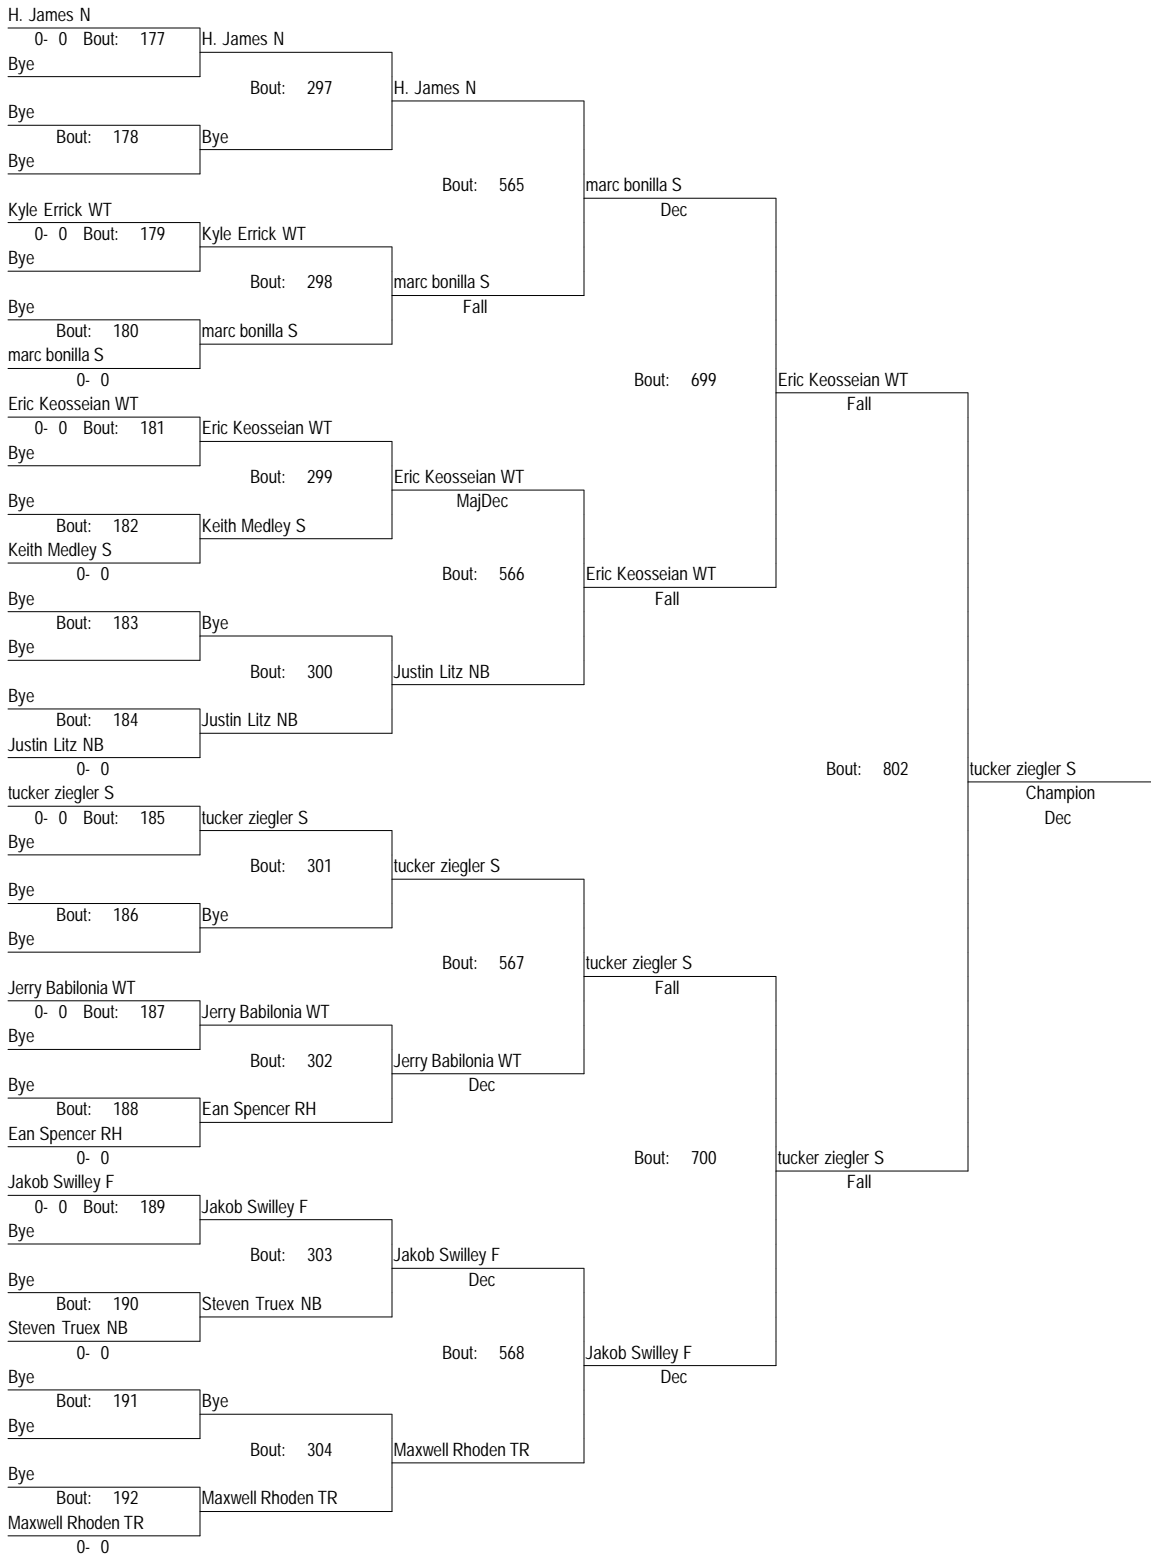 H. James N
0- 0 Bout: 177 H. James N
Bye
Bout: 297 H. James N
Bye
Bout: 178 Bye
Bye
Bout: 565 marc bonilla S
Kyle Errick WT Dec
0- 0 Bout: 179 Kyle Errick WT
Bye
Bout: 298 marc bonilla S
Bye Fall
Bout: 180 marc bonilla S
marc bonilla S
0- 0 Bout: 699 Eric Keosseian WT
Eric Keosseian WT Fall
0- 0 Bout: 181 Eric Keosseian WT
Bye
Bout: 299 Eric Keosseian WT
Bye MajDec
Bout: 182 Keith Medley S
Keith Medley S
0- 0 Bout: 566 Eric Keosseian WT
Bye Fall
Bout: 183 Bye
Bye
Bout: 300 Justin Litz NB
Bye
Bout: 184 Justin Litz NB
Justin Litz NB
0- 0 Bout: 802 tucker ziegler S
tucker ziegler S Champion
0- 0 Bout: 185 tucker ziegler S Dec
Bye
Bout: 301 tucker ziegler S
Bye
Bout: 186 Bye
Bye
Bout: 567 tucker ziegler S
Jerry Babilonia WT Fall
0- 0 Bout: 187 Jerry Babilonia WT
Bye
Bout: 302 Jerry Babilonia WT
Bye Dec
Bout: 188 Ean Spencer RH
Ean Spencer RH
0- 0 Bout: 700 tucker ziegler S
Jakob Swilley F Fall
0- 0 Bout: 189 Jakob Swilley F
Bye
Bout: 303 Jakob Swilley F
Bye Dec
Bout: 190 Steven Truex NB
Steven Truex NB
0- 0 Bout: 568 Jakob Swilley F
Bye Dec
Bout: 191 Bye
Bye
Bout: 304 Maxwell Rhoden TR
Bye
Bout: 192 Maxwell Rhoden TR
Maxwell Rhoden TR
0- 0